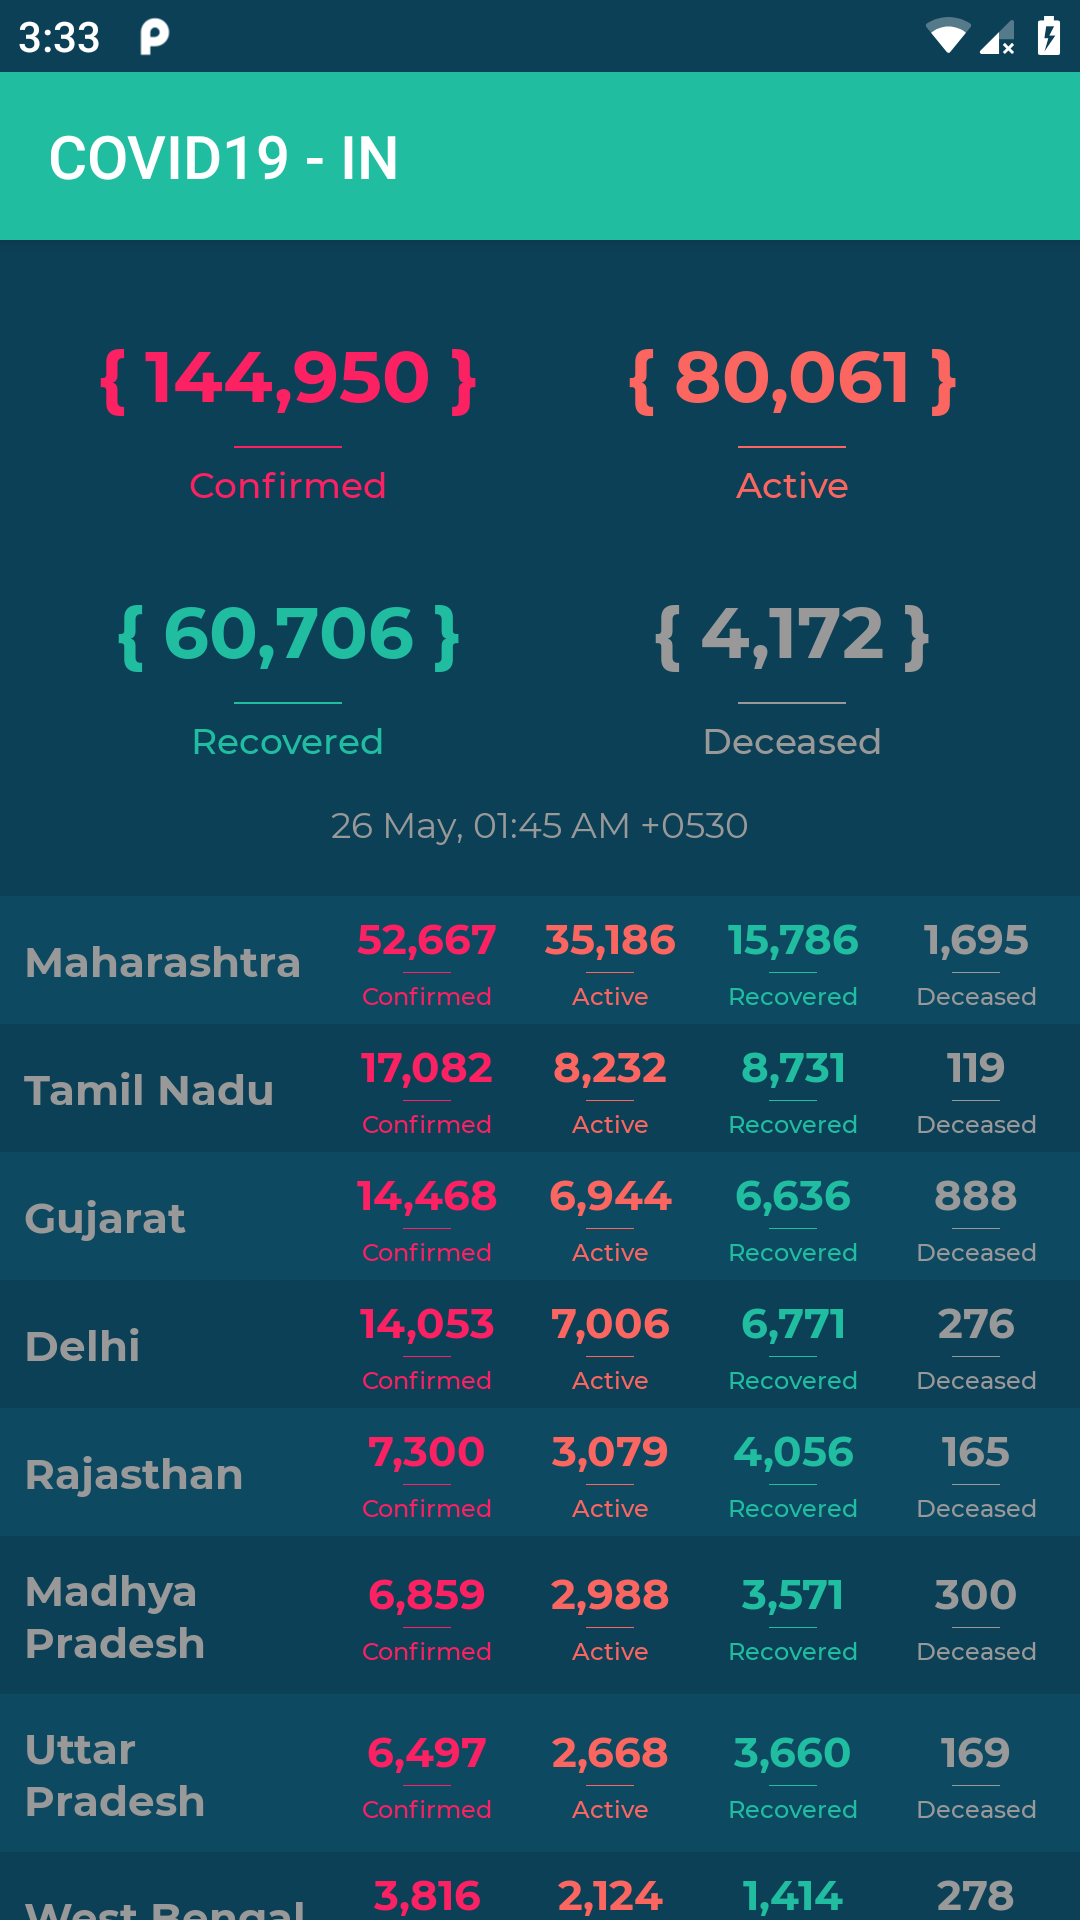 3:33
COVID19 - IN
{ 144,950 } { 80,061 }
Confirmed Active
{ 60,706 } { 4,172 }
Recovered Deceased
26 May, 01:45 AM +0530
Maharashtra 52,667 35,186 15,786 1,695
Confirmed Active Recovered Deceased
Tamil Nadu 17,082 8,232 8,731 119
Confirmed Active Recovered Deceased
Gujarat 14,468 6,944 6,636 888
Confirmed Active Recovered Deceased
Delhi 14,053 7,006 6,771 276
Confirmed Active Recovered Deceased
Rajasthan 7,300 3,079 4,056 165
Confirmed Active Recovered Deceased
Madhya
Pradesh 6,859 2,988 3,571 300
Confirmed Active Recovered Deceased
Uttar
Pradesh 6,497 2,668 3,660 169
Confirmed Active Recovered Deceased
West Bengal 3,816 2,124 1,414 278